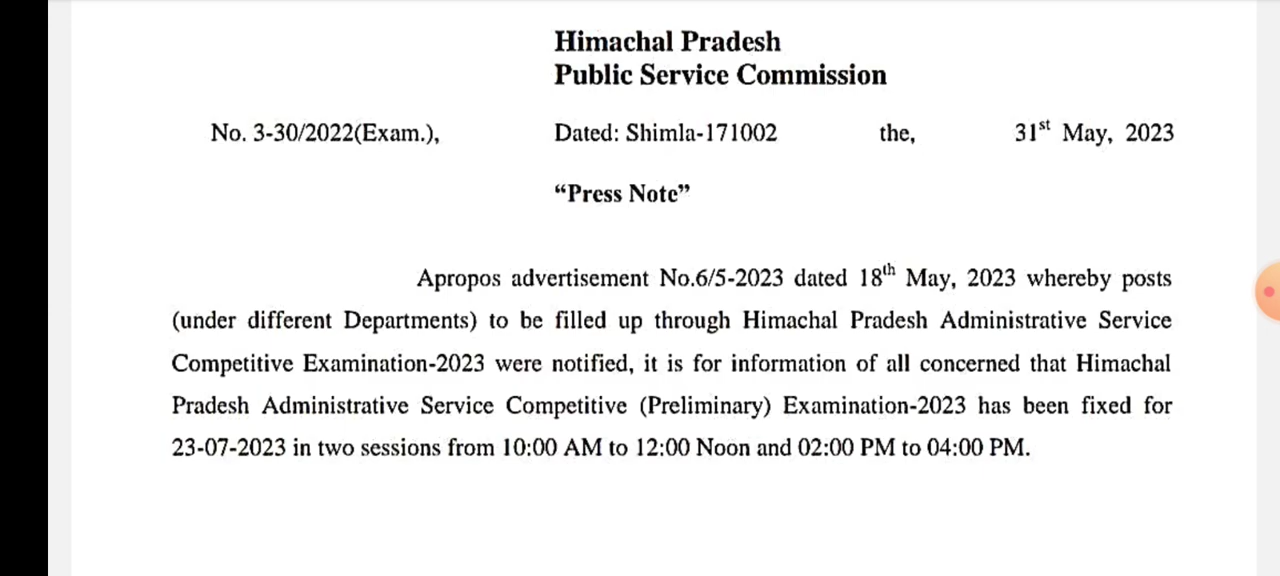 Himachal Pradesh
Public Service Commission
No. 3-30/2022(Exam.), Dated: Shimla-171002 the, 31st May, 2023
“Press Note”
Apropos advertisement No.6/5-2023 dated 18th May, 2023 whereby posts
(under different Departments) to be filled up through Himachal Pradesh Administrative Service
Competitive Examination-2023 were notified, it is for information of all concerned that Himachal
Pradesh Administrative Service Competitive (Preliminary) Examination-2023 has been fixed for
23-07-2023 in two sessions from 10:00 AM to 12:00 Noon and 02:00 PM to 04:00 PM.